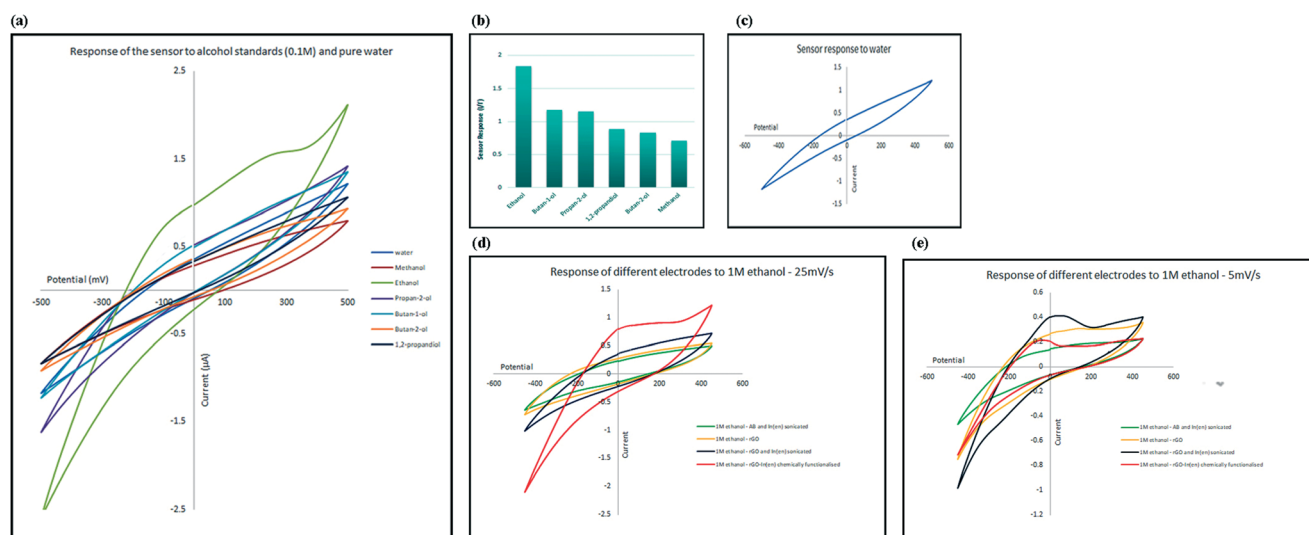 (a)
Response of the sensor to alcohol standards (0.1M) and pure water
2.5
1.5
0.5
-0.5
-1.5
-2.5
Potential (mV)
-500
-300
-100
100
300
500
Current (µA)
water
Methanol
Ethanol
Propan-2-ol
Butan-1-ol
Butan-2-ol
1,2-propandiol
(b)
2
1.5
1
0.5
0
Sensor Response (I/I')
Ethanol
Butan-1-ol
Propan-2-ol
1,2-propandiol
Butan-2-ol
Methanol
(c)
Sensor response to water
1.5
1
0.5
0
-0.5
-1
-1.5
Potential
-600
-400
-200
0
200
400
600
Current
(d)
Response of different electrodes to 1M ethanol - 25mV/s
1.5
1
0.5
0
-0.5
-1
-1.5
-2
-2.5
Potential
-600
-400
-200
0
200
400
600
Current
1M ethanol - AB and In(en) sonicated
1M ethanol - rGO
1M ethanol - rGO and In(en) sonicated
1M ethanol - rGO-In(en) chemically functionalised
(e)
Response of different electrodes to 1M ethanol - 5mV/s
0.6
0.4
0.2
0
-0.2
-0.4
-0.6
-0.8
-1
-1.2
Potential
-600
-400
-200
0
200
400
600
Current
1M ethanol - AB and In(en) sonicated
1M ethanol - rGO
1M ethanol - rGO and In(en) sonicated
1M ethanol - rGO-In(en) chemically functionalised